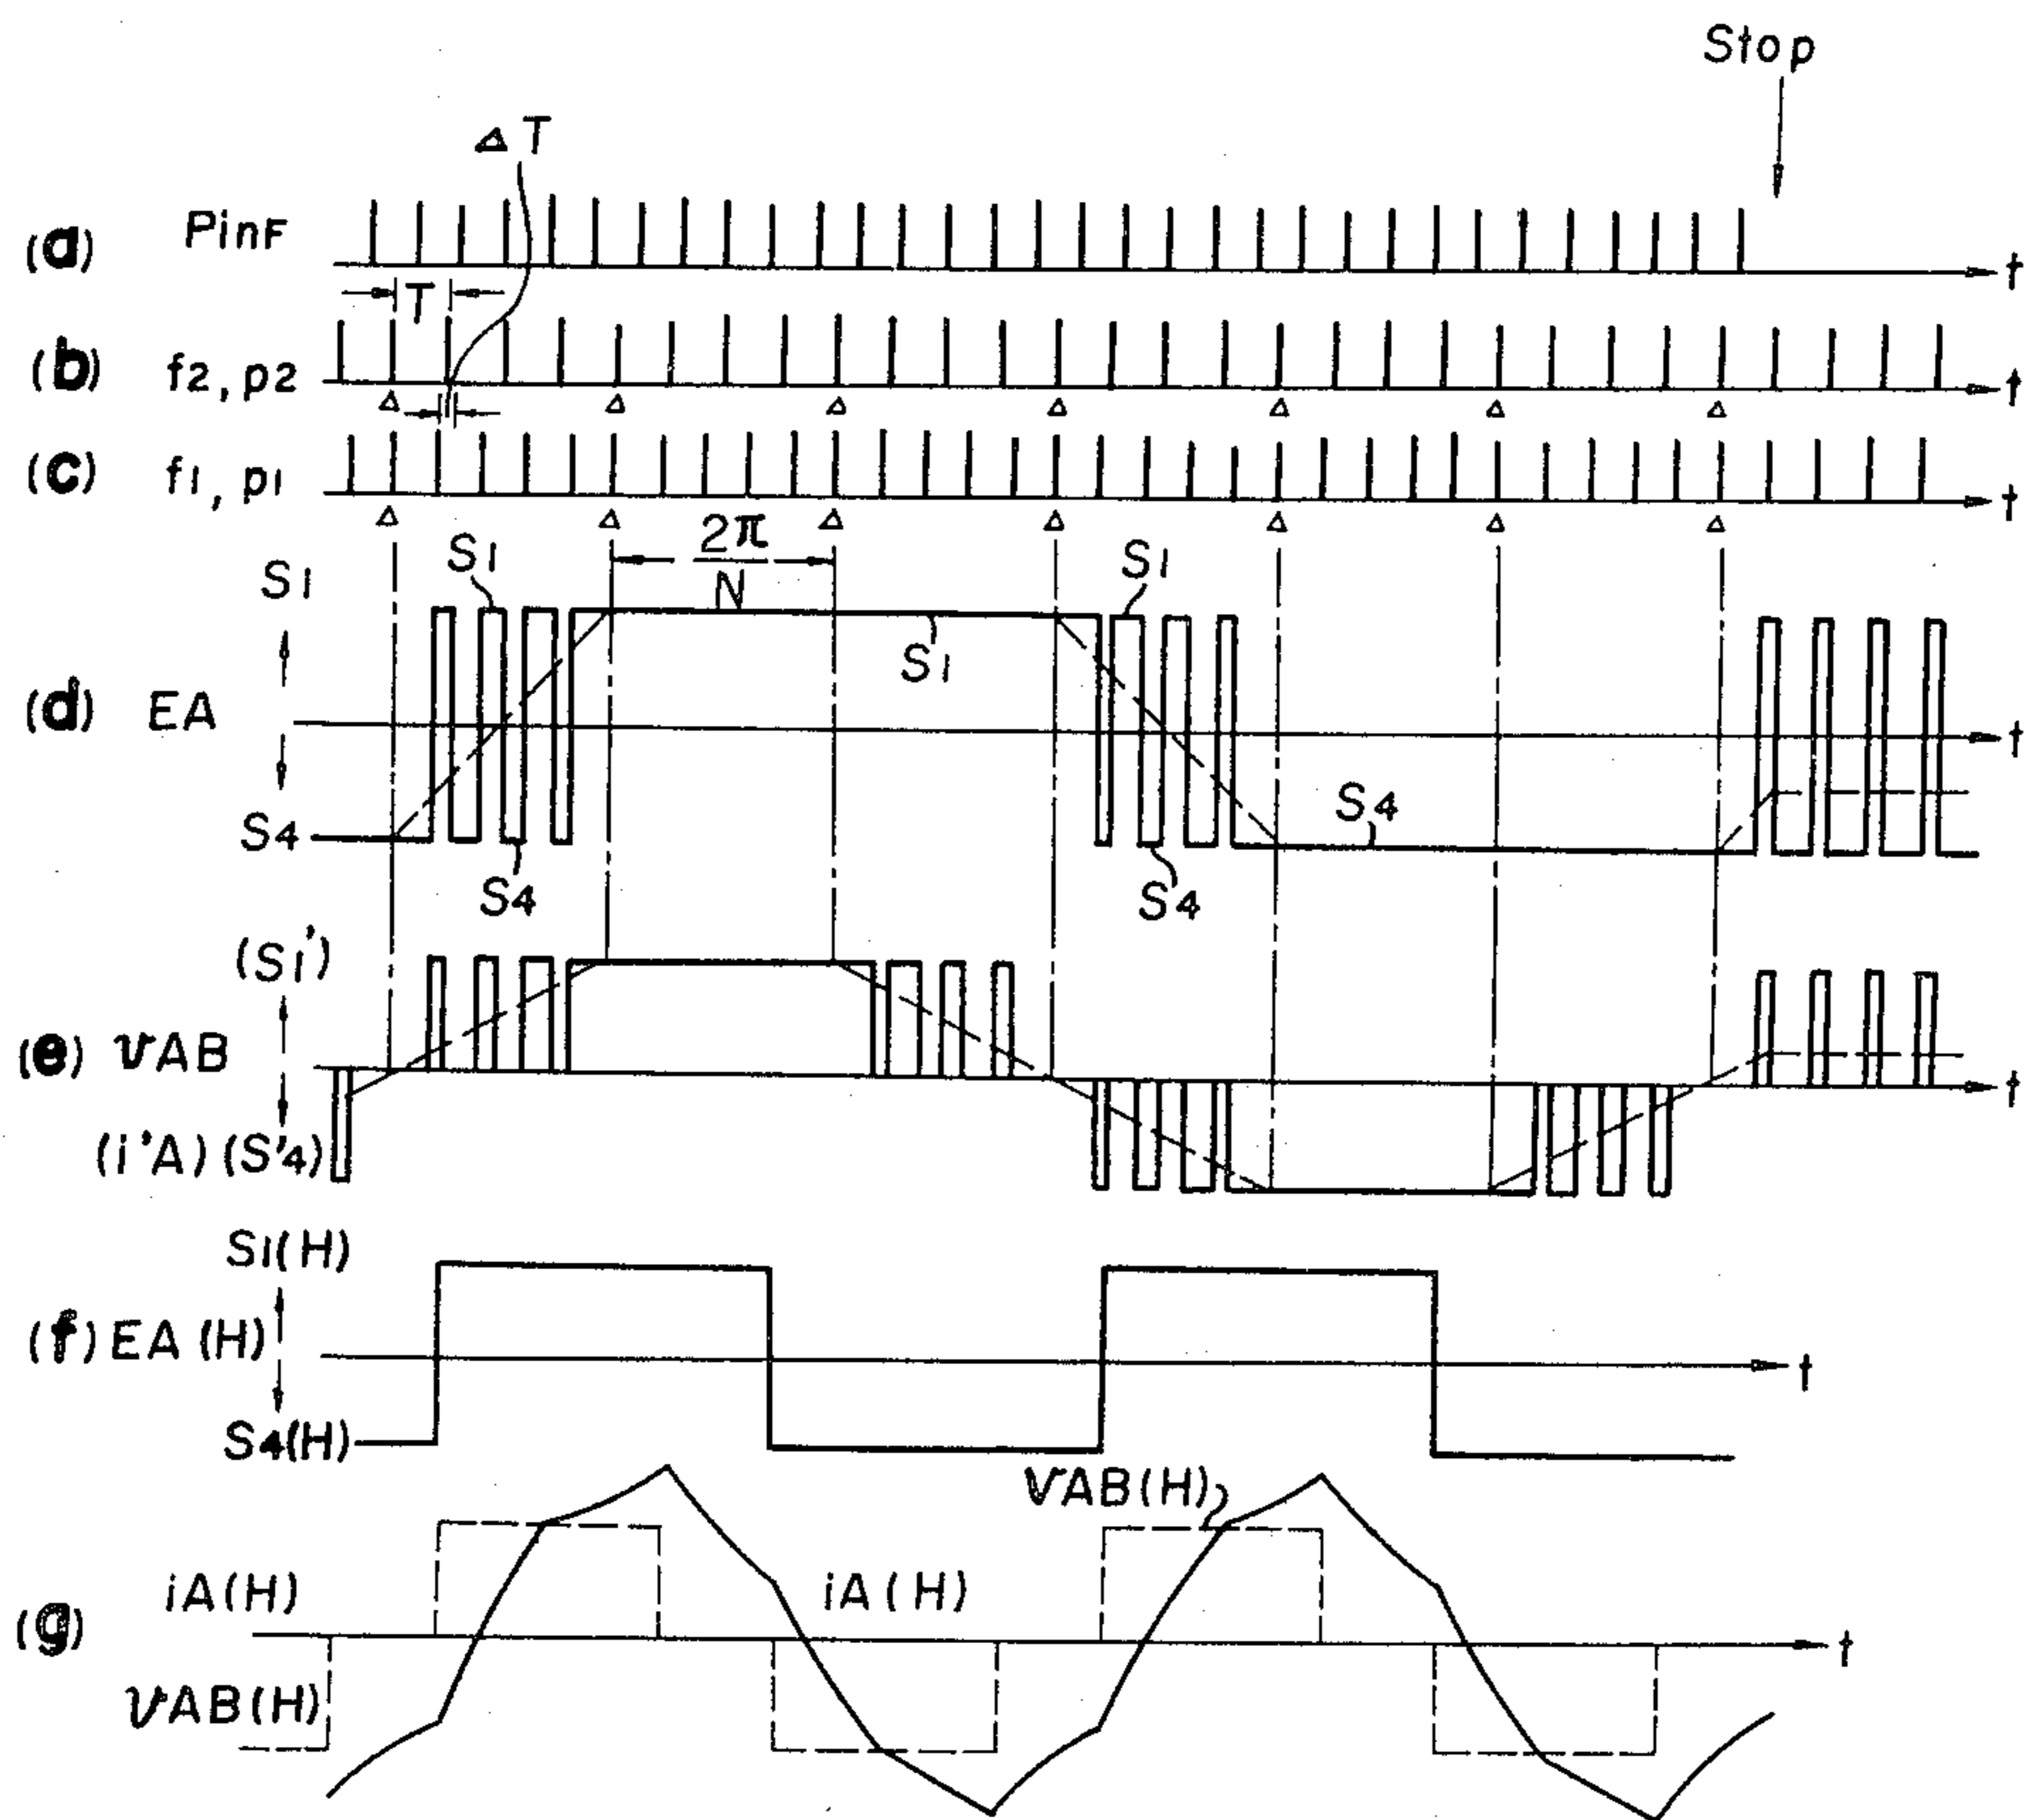 Stop
ΔT
(a) PinF t
T
(b) f2, p2 t
Δ Δ Δ Δ Δ Δ Δ
(c) f1, p1 t
Δ Δ Δ Δ Δ Δ Δ
2π
N
S1 S1 S1
S1
(d) EA t
S4 S4
S4 S4
(S1')
(e) VAB t
(i'A) (S'4)
S1(H)
(f) EA (H) t
S4(H)
VAB(H)
iA(H) iA(H)
(g) t
VAB(H)